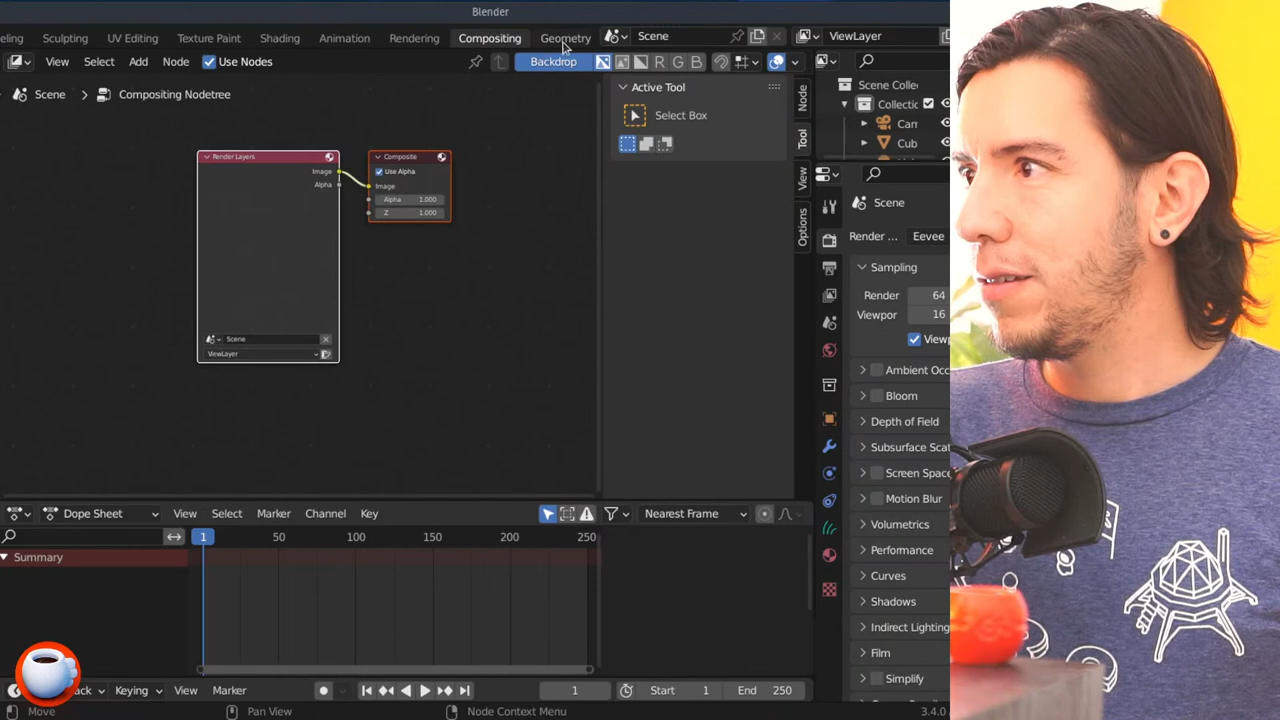 Blender
eling Sculpting UV Editing Texture Paint Shading Animation Rendering Compositing Geometry Scene ViewLayer
View Select Add Node Use Nodes Backdrop R G B
Scene > Compositing Nodetree
Active Tool
Select Box
Node
Tool
View
Options
Render Layers
Image
Alpha
Scene
ViewLayer
Composite
Use Alpha
Image
Alpha 1.000
Z 1.000
Scene Colle
Collectic
Cam
Cub
Scene
Render ... Eevee
Sampling
Render 64
Viewpor 16
Viewp
Ambient Occ
Bloom
Depth of Field
Subsurface Scat
Screen Space
Motion Blur
Volumetrics
Performance
Curves
Shadows
Indirect Lighting
Film
Simplify
Dope Sheet View Select Marker Channel Key Nearest Frame
1 50 100 150 200 250
Summary
ack Keying View Marker 1 Start 1 End 250
Move Pan View Node Context Menu 3.4.0